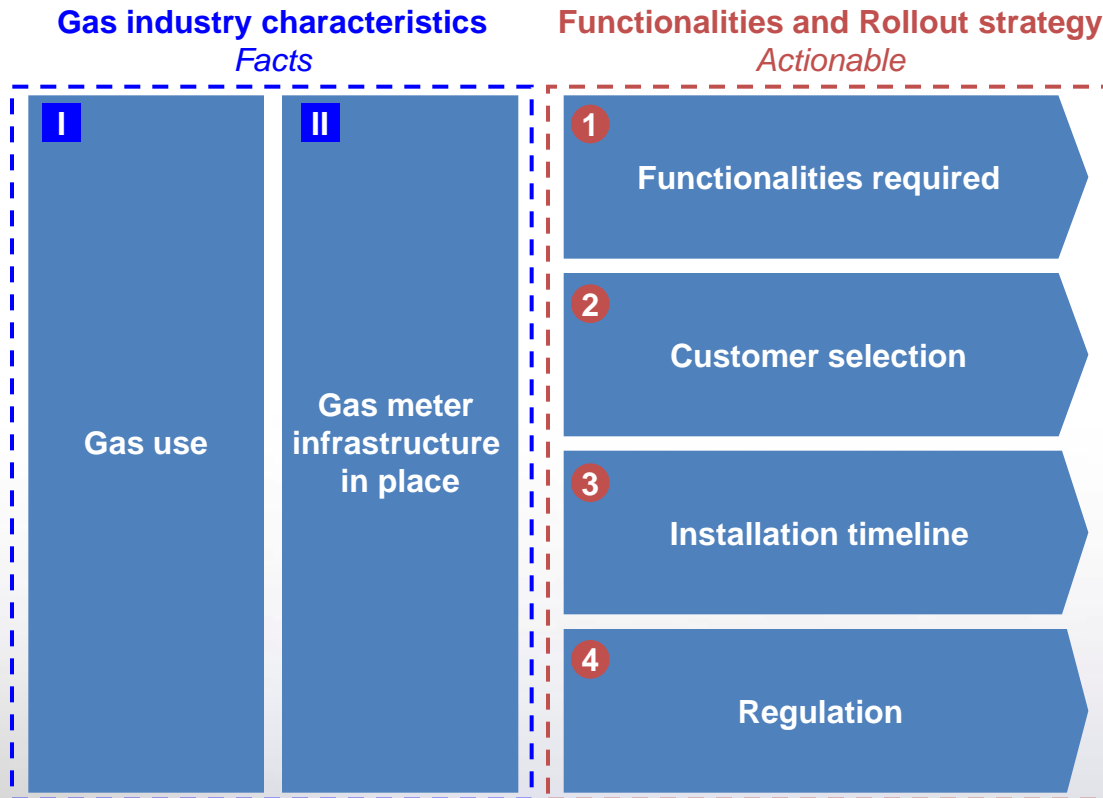 Gas industry characteristics
Facts
I
Gas use
II
Gas meter
infrastructure
in place
Functionalities and Rollout strategy
Actionable
1
Functionalities required
2
Customer selection
3
Installation timeline
4
Regulation